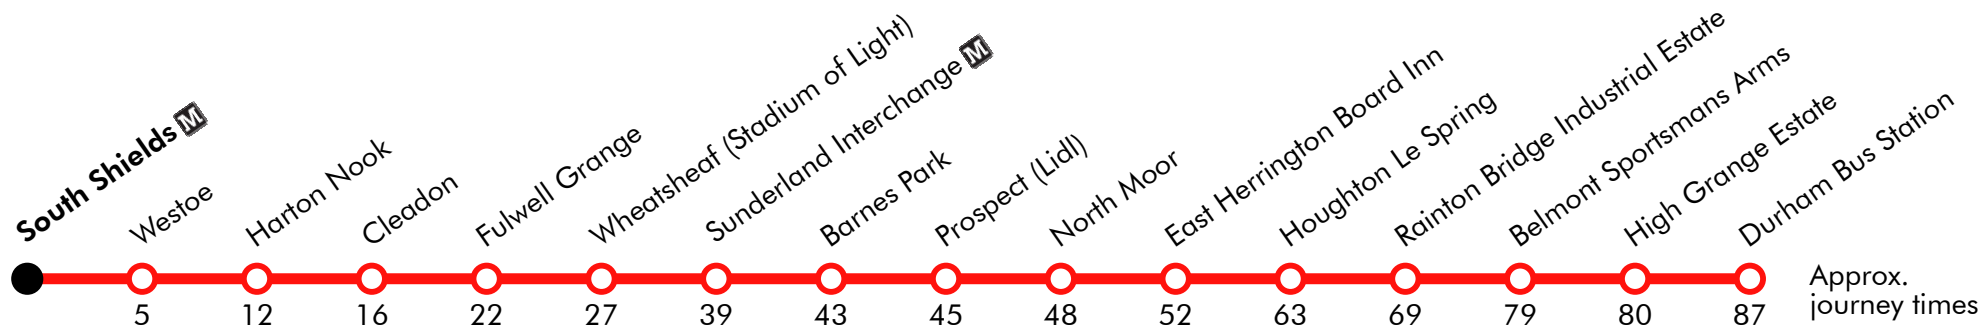 South Shields M
Westoe
Harton Nook
Cleadon
Fulwell Grange
Wheatsheaf (Stadium of Light)
Sunderland Interchange M
Barnes Park
Prospect (Lidl)
North Moor
East Herrington Board Inn
Houghton Le Spring
Rainton Bridge Industrial Estate
Belmont Sportsmans Arms
High Grange Estate
Durham Bus Station
5 12 16 22 27 39 43 45 48 52 63 69 79 80 87
Approx.
journey times